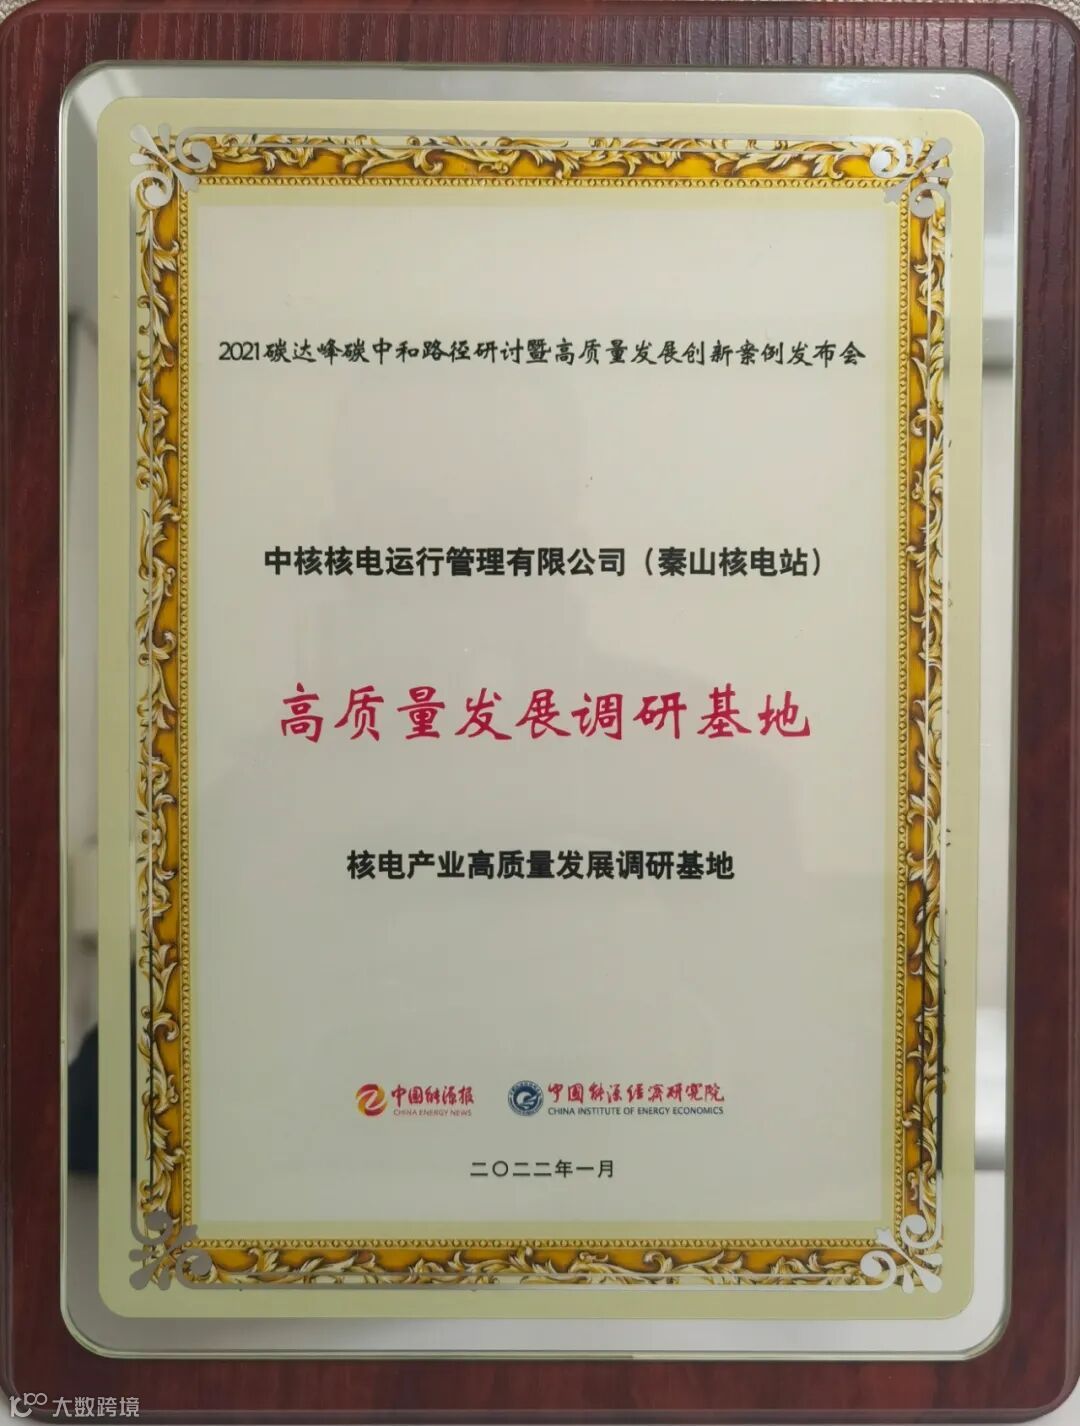 2021碳达峰碳中和路径研讨暨高质量发展创新案例发布会
中核核电运行管理有限公司（秦山核电站）
高质量发展调研基地
核电产业高质量发展调研基地
中国能源报
CHINA ENERGY NEWS
中国能源经济研究院
CHINA INSTITUTE OF ENERGY ECONOMICS
二〇二二年一月
大数跨境